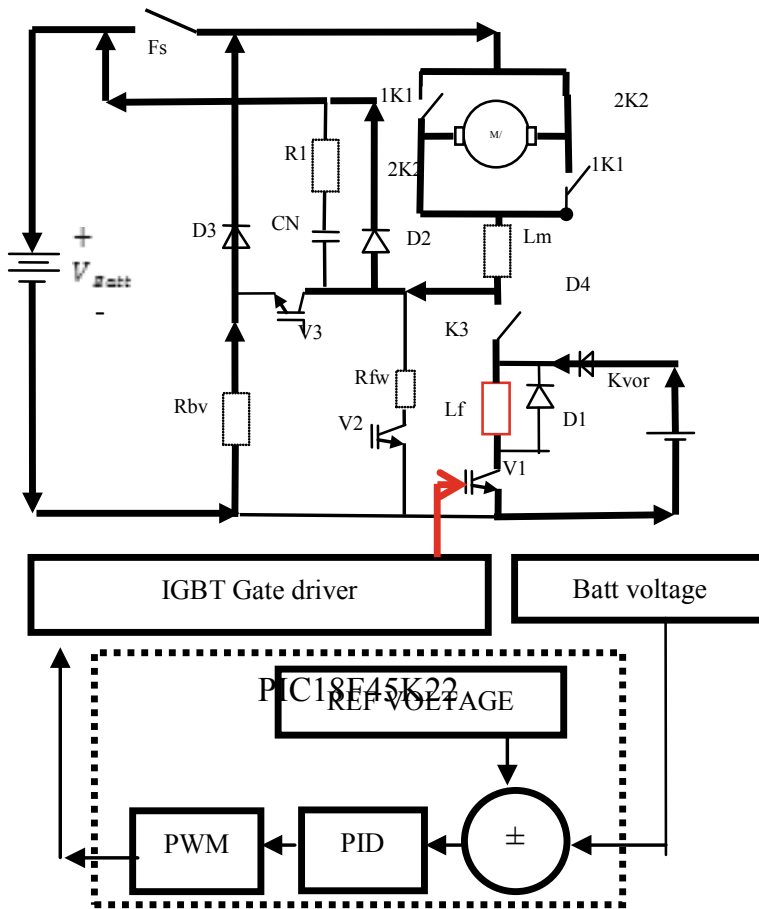 Fs
1K1
2K2
M/
R1
2K2
1K1
CN
D3
D2
Lm
+
V Batt
-
D4
V3
K3
Rfw
Kvor
Rbv
Lf
D1
V2
V1
IGBT Gate driver
Batt voltage
PIC18F45K22
REF VOLTAGE
±
PWM
PID